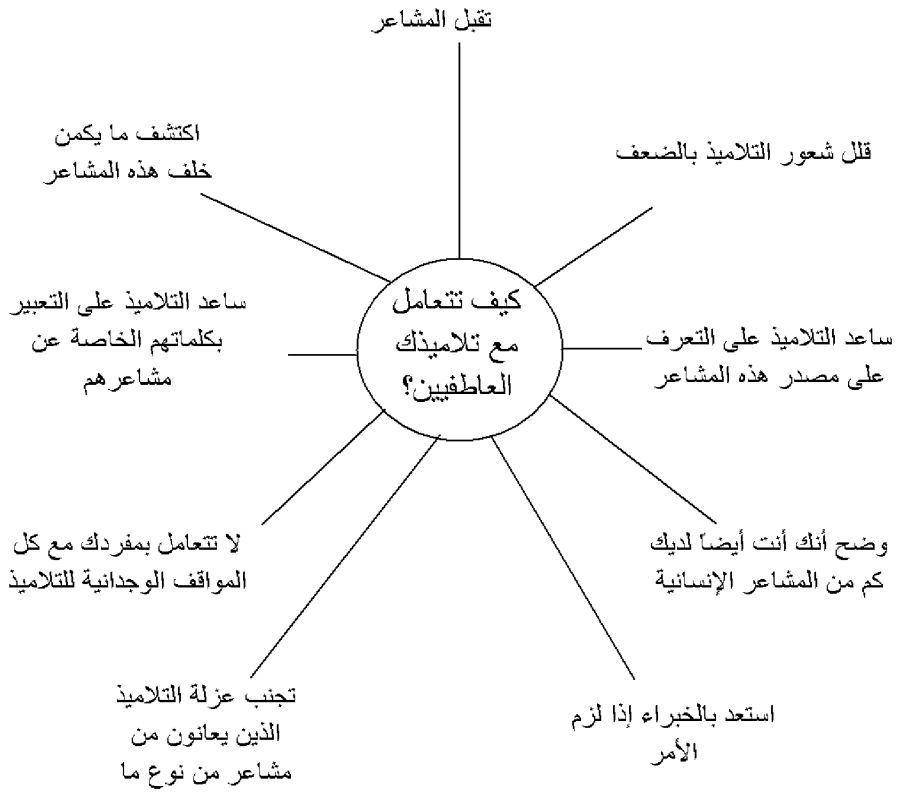 تقبل المشاعر
قلل شعور التلاميذ بالضعف
اكتشف ما يكمن
خلف هذه المشاعر
كيف تتعامل
مع تلاميذك
العاطفيين؟
ساعد التلاميذ على التعرف
على مصدر هذه المشاعر
ساعد التلاميذ على التعبير
بكلماتهم الخاصة عن
مشاعرهم
وضح أنك أنت أيضاً لديك
كم من المشاعر الإنسانية
لا تتعامل بمفردك مع كل
المواقف الوجدانية للتلاميذ
استعد بالخبراء إذا لزم
الأمر
تجنب عزلة التلاميذ
الذين يعانون من
مشاعر من نوع ما